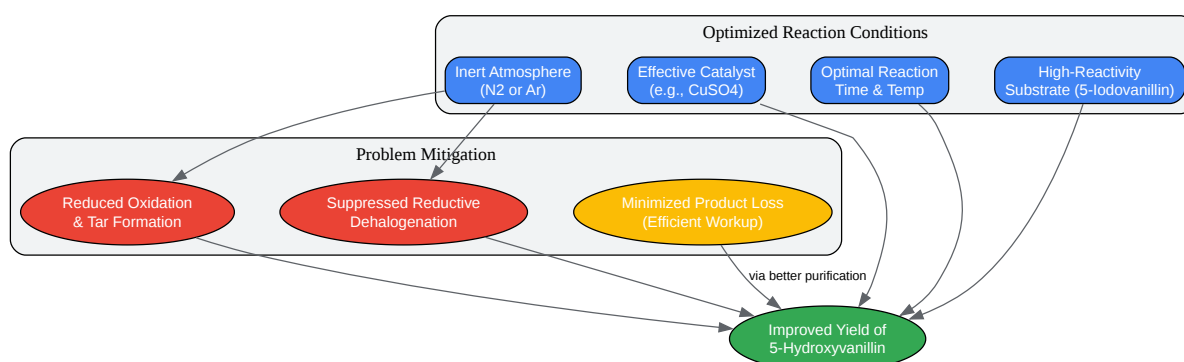 Optimized Reaction Conditions
Inert Atmosphere
(N2 or Ar)
Effective Catalyst
(e.g., CuSO4)
Optimal Reaction
Time & Temp
High-Reactivity
Substrate (5-Iodovanillin)
Problem Mitigation
Reduced Oxidation
& Tar Formation
Suppressed Reductive
Dehalogenation
Minimized Product Loss
(Efficient Workup)
via better purification
Improved Yield of
5-Hydroxyvanillin